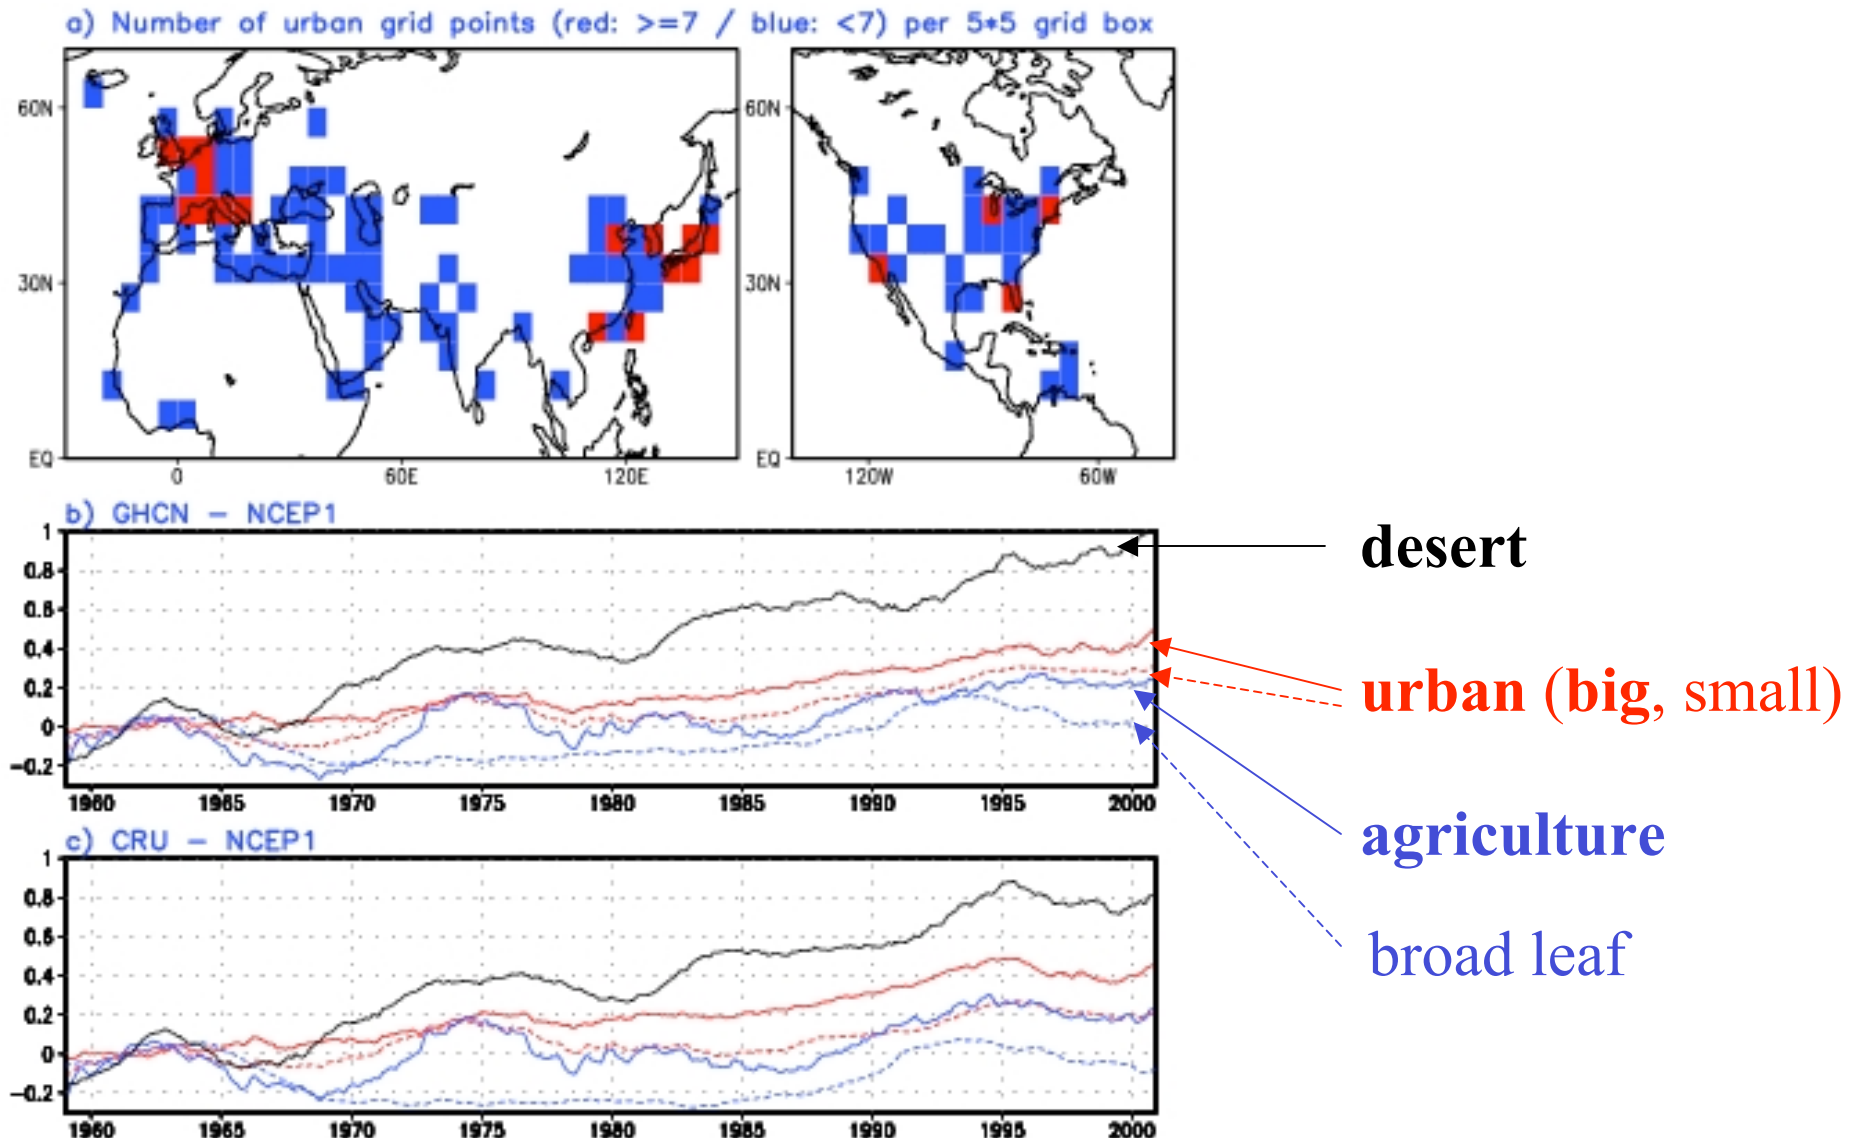 a) Number of urban grid points (red: >=7 / blue: <7) per 5*5 grid box
60N
30N
EQ
0 60E 120E
60N
30N
EQ
120W 60W
b) GHCN – NCEP1
1
0.8
0.6
0.4
0.2
0
−0.2
1960 1965 1970 1975 1980 1985 1990 1995 2000
desert
urban (big, small)
agriculture
broad leaf
c) CRU – NCEP1
1
0.8
0.6
0.4
0.2
0
−0.2
1960 1965 1970 1975 1980 1985 1990 1995 2000